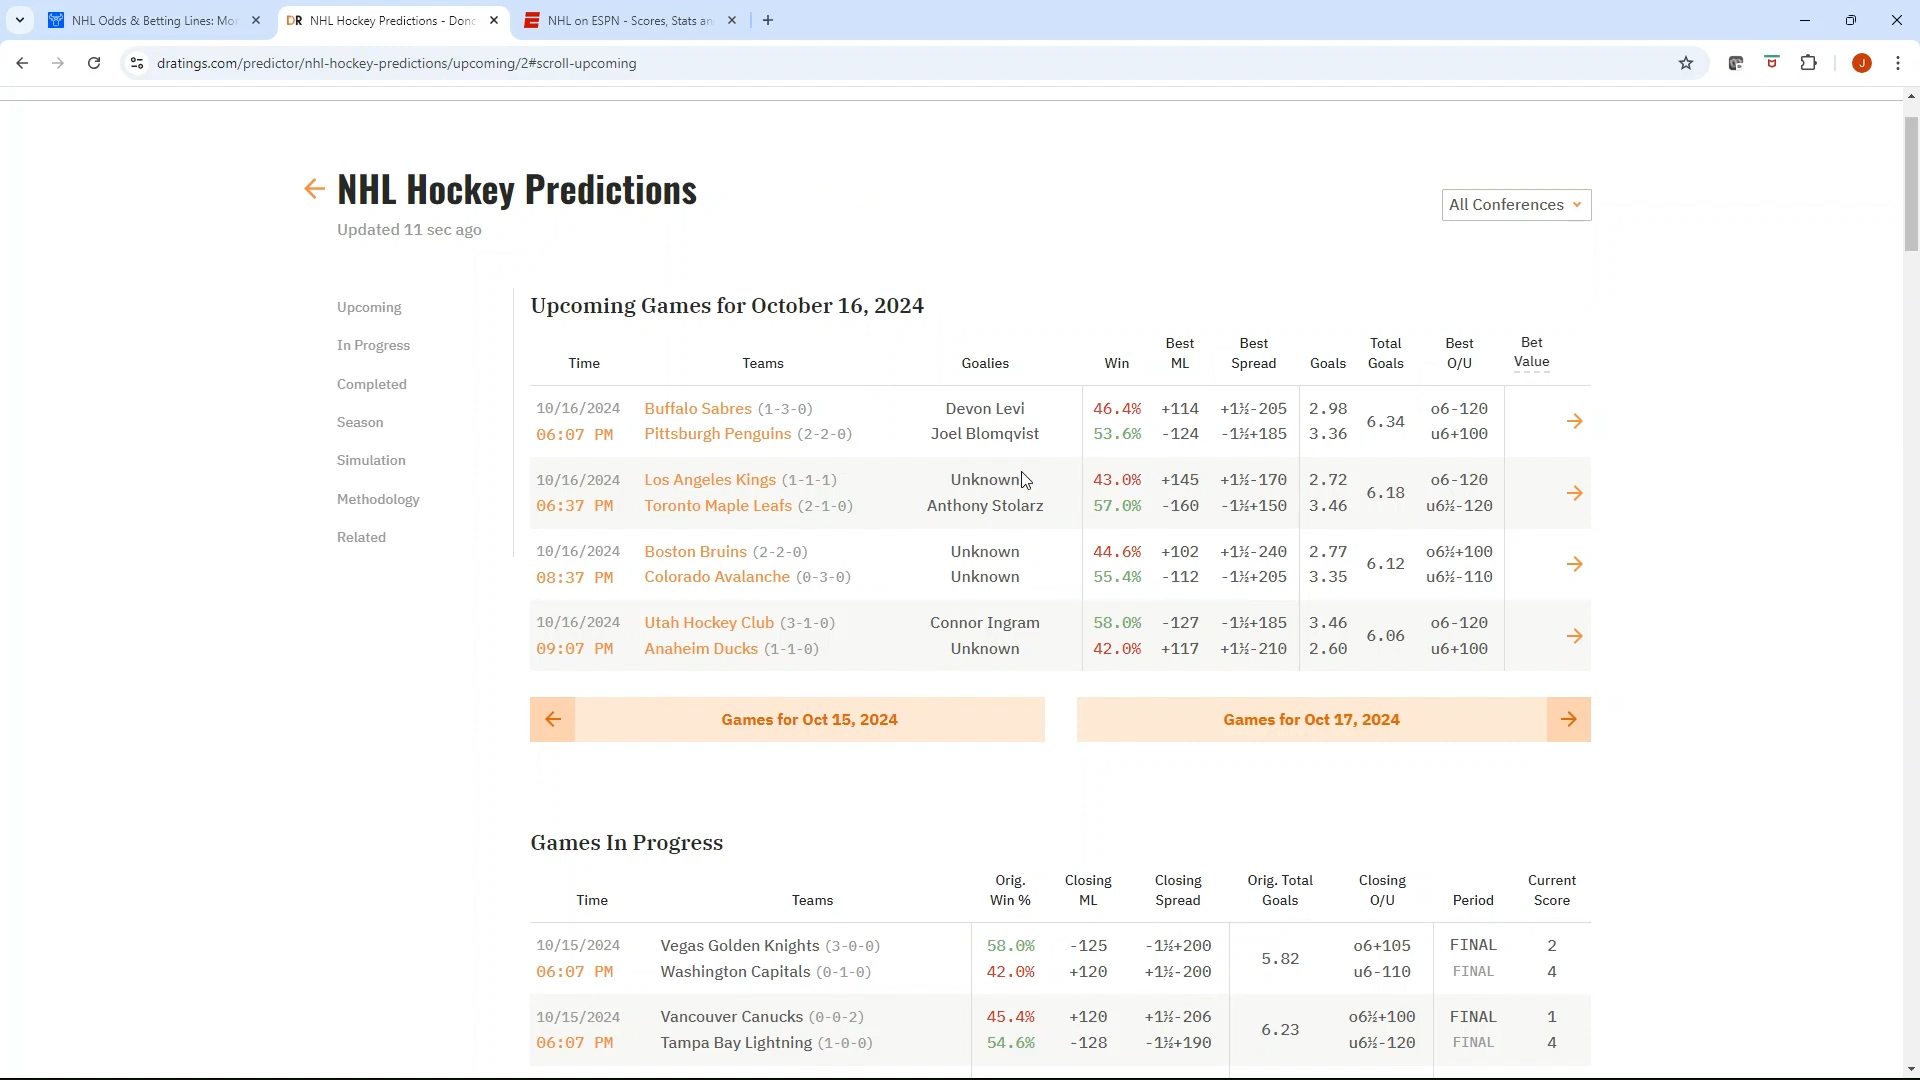 NHL Odds & Betting Lines: Mo
NHL Hockey Predictions - Donc
NHL on ESPN - Scores, Stats an
dratings.com/predictor/nhl-hockey-predictions/upcoming/2#scroll-upcoming
J
NHL Hockey Predictions
All Conferences
Updated 11 sec ago
Upcoming
In Progress
Completed
Season
Simulation
Methodology
Related
Upcoming Games for October 16, 2024
Time Teams Goalies Win Best ML Best Spread Goals Total Goals Best O/U Bet Value
10/16/2024 Buffalo Sabres (1-3-0) Devon Levi 46.4% +114 +1½-205 2.98 6.34 o6-120
06:07 PM Pittsburgh Penguins (2-2-0) Joel Blomqvist 53.6% -124 -1½+185 3.36 u6+100
10/16/2024 Los Angeles Kings (1-1-1) Unknown 43.0% +145 +1½-170 2.72 6.18 o6-120
06:37 PM Toronto Maple Leafs (2-1-0) Anthony Stolarz 57.0% -160 -1½+150 3.46 u6½-120
10/16/2024 Boston Bruins (2-2-0) Unknown 44.6% +102 +1½-240 2.77 6.12 o6½+100
08:37 PM Colorado Avalanche (0-3-0) Unknown 55.4% -112 -1½+205 3.35 u6½-110
10/16/2024 Utah Hockey Club (3-1-0) Connor Ingram 58.0% -127 -1½+185 3.46 6.06 o6-120
09:07 PM Anaheim Ducks (1-1-0) Unknown 42.0% +117 +1½-210 2.60 u6+100
Games for Oct 15, 2024
Games for Oct 17, 2024
Games In Progress
Time Teams Orig. Win % Closing ML Closing Spread Orig. Total Goals Closing O/U Period Current Score
10/15/2024 Vegas Golden Knights (3-0-0) 58.0% -125 -1½+200 5.82 o6+105 FINAL 2
06:07 PM Washington Capitals (0-1-0) 42.0% +120 +1½-200 u6-110 FINAL 4
10/15/2024 Vancouver Canucks (0-0-2) 45.4% +120 +1½-206 6.23 o6½+100 FINAL 1
06:07 PM Tampa Bay Lightning (1-0-0) 54.6% -128 -1½+190 u6½-120 FINAL 4